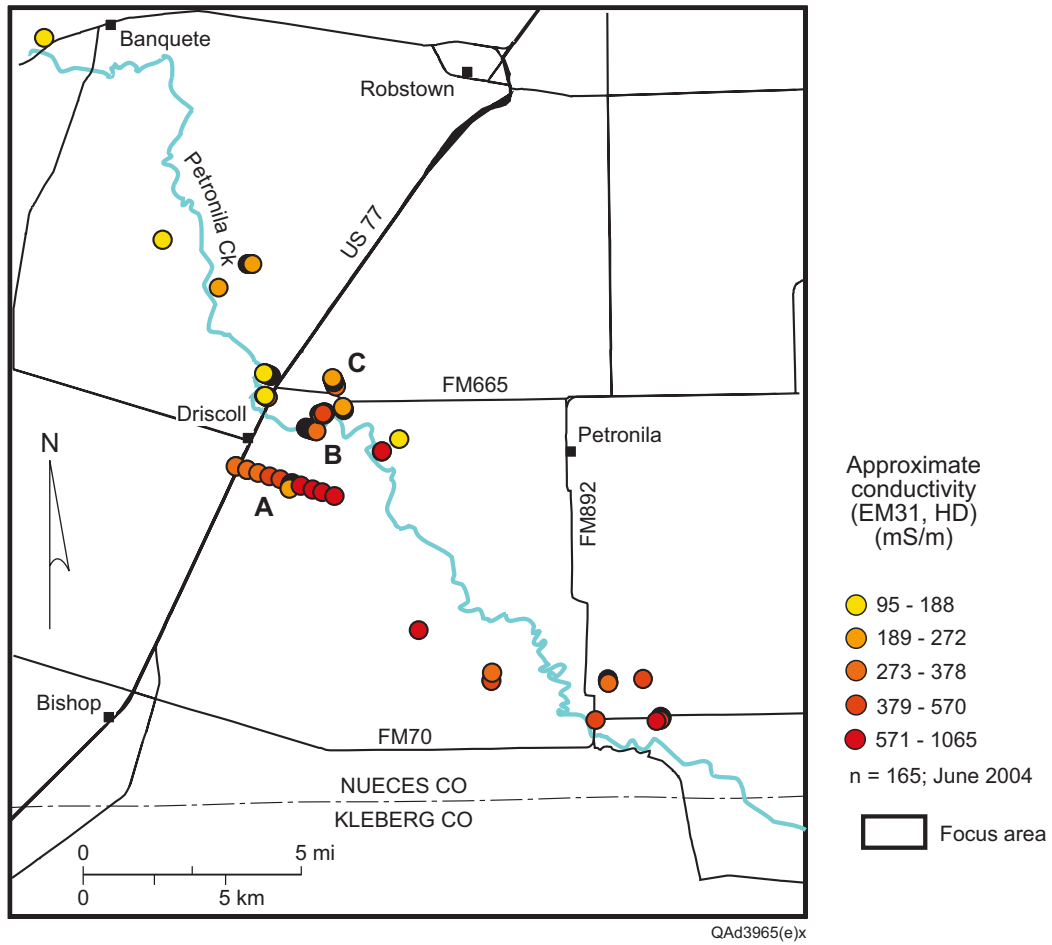 Banquete
Robstown
Petronila Ck
US 77
C
FM665
Driscoll
B
Petronila
N
A
FM892
Bishop
FM70
NUECES CO
KLEBERG CO
0
5 mi
0
5 km
Approximate
conductivity
(EM31, HD)
(mS/m)
95 - 188
189 - 272
273 - 378
379 - 570
571 - 1065
n = 165; June 2004
Focus area
QAd3965(e)x